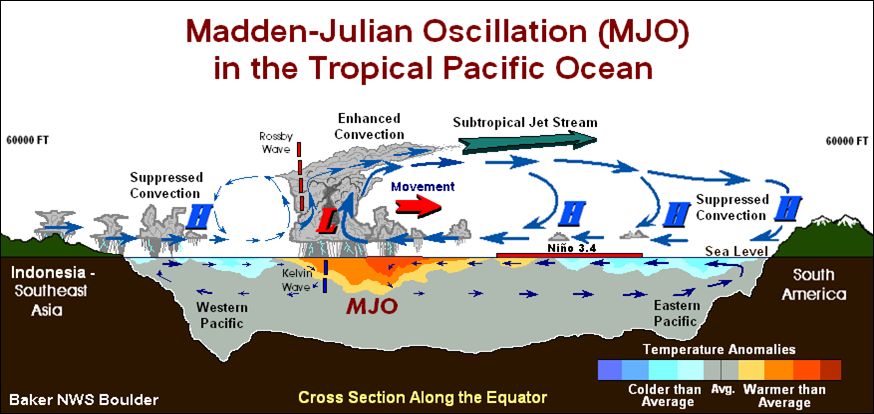 Madden-Julian Oscillation (MJO)
in the Tropical Pacific Ocean
60000 FT
60000 FT
Rossby
Wave
Enhanced
Convection
Subtropical Jet Stream
Suppressed
Convection
Movement
Suppressed
Convection
H
L
H
H
H
Niño 3.4
Sea Level
Indonesia -
Southeast
Asia
Kelvin
Wave
MJO
Western
Pacific
Eastern
Pacific
South
America
Temperature Anomalies
Colder than
Average
Avg.
Warmer than
Average
Baker NWS Boulder
Cross Section Along the Equator